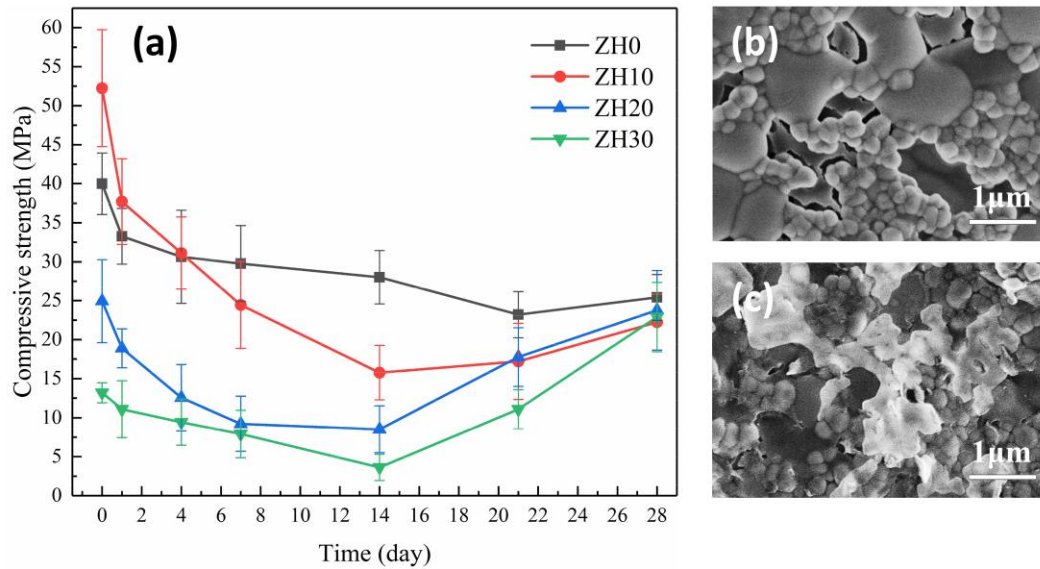 (a)
ZH0
ZH10
ZH20
ZH30
Compressive strength (MPa)
60
55
50
45
40
35
30
25
20
15
10
5
0
0 2 4 6 8 10 12 14 16 18 20 22 24 26 28
Time (day)
(b)
1μm
(c)
1μm